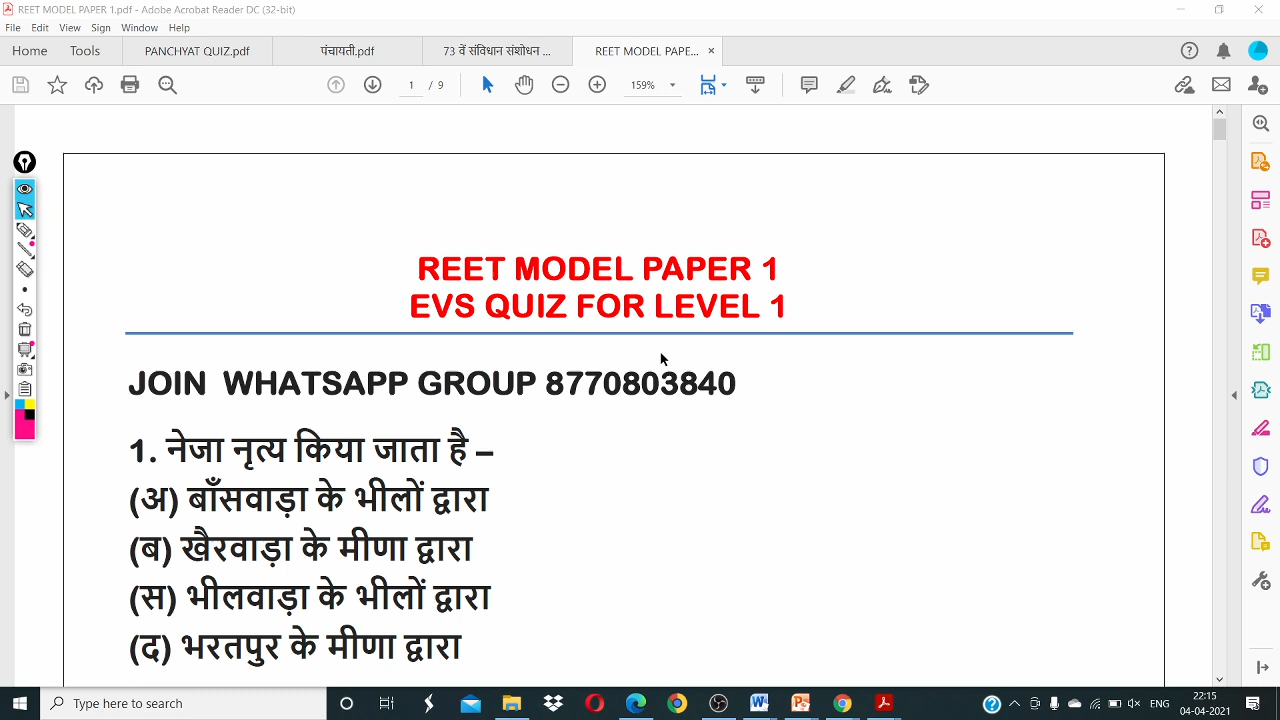 REET MODEL PAPER 1.pdf - Adobe Acrobat Reader DC (32-bit)
File Edit View Sign Window Help
Home Tools PANCHYAT QUIZ.pdf पंचायती.pdf 73 वें संविधान संशोधन ... REET MODEL PAPE... ×
1 / 9 159%
REET MODEL PAPER 1
EVS QUIZ FOR LEVEL 1
JOIN WHATSAPP GROUP 8770803840
1. नेजा नृत्य किया जाता है –
(अ) बाँसवाड़ा के भीलों द्वारा
(ब) खैरवाड़ा के मीणा द्वारा
(स) भीलवाड़ा के भीलों द्वारा
(द) भरतपुर के मीणा द्वारा
Type here to search
ENG
22:15
04-04-2021